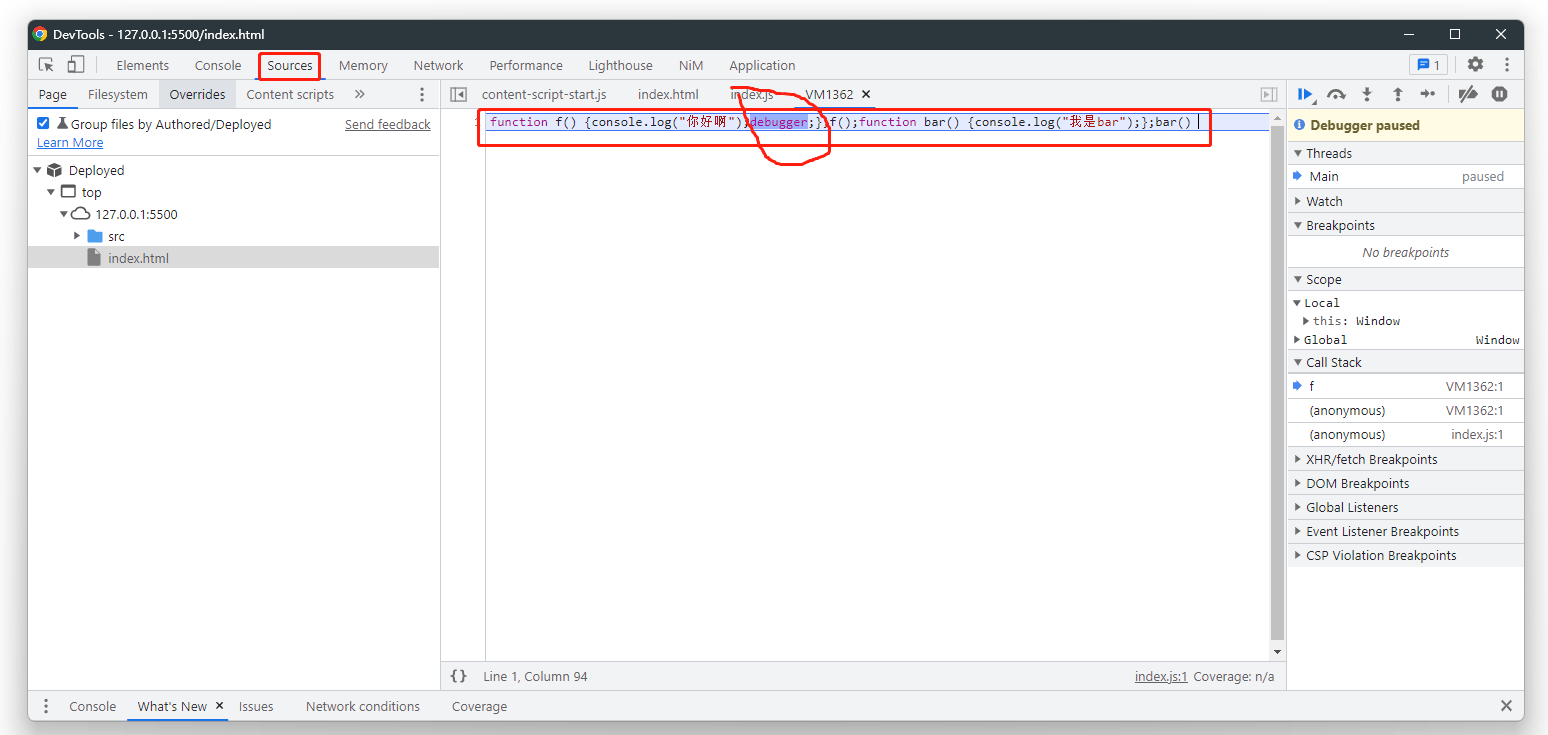 DevTools - 127.0.0.1:5500/index.html
Elements Console Sources Memory Network Performance Lighthouse NiM Application 1
Page Filesystem Overrides Content scripts
content-script-start.js index.html index.js VM1362
Group files by Authored/Deployed Send feedback
Learn More
Deployed
top
127.0.0.1:5500
src
index.html
function f() {console.log("你好啊");debugger;};f();function bar() {console.log("我是bar");};bar()
{} Line 1, Column 94 index.js:1 Coverage: n/a
Debugger paused
Threads
Main paused
Watch
Breakpoints
No breakpoints
Scope
Local
this: Window
Global Window
Call Stack
f VM1362:1
(anonymous) VM1362:1
(anonymous) index.js:1
XHR/fetch Breakpoints
DOM Breakpoints
Global Listeners
Event Listener Breakpoints
CSP Violation Breakpoints
Console What's New Issues Network conditions Coverage